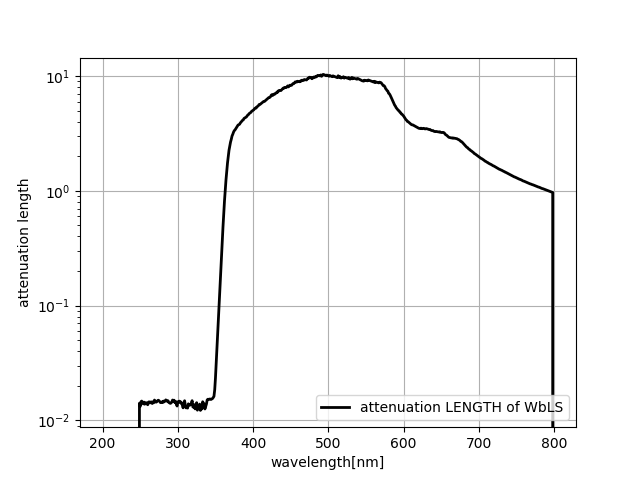 10¹
10⁰
10⁻¹
10⁻²
attenuation length
attenuation LENGTH of WbLS
200 300 400 500 600 700 800
wavelength[nm]